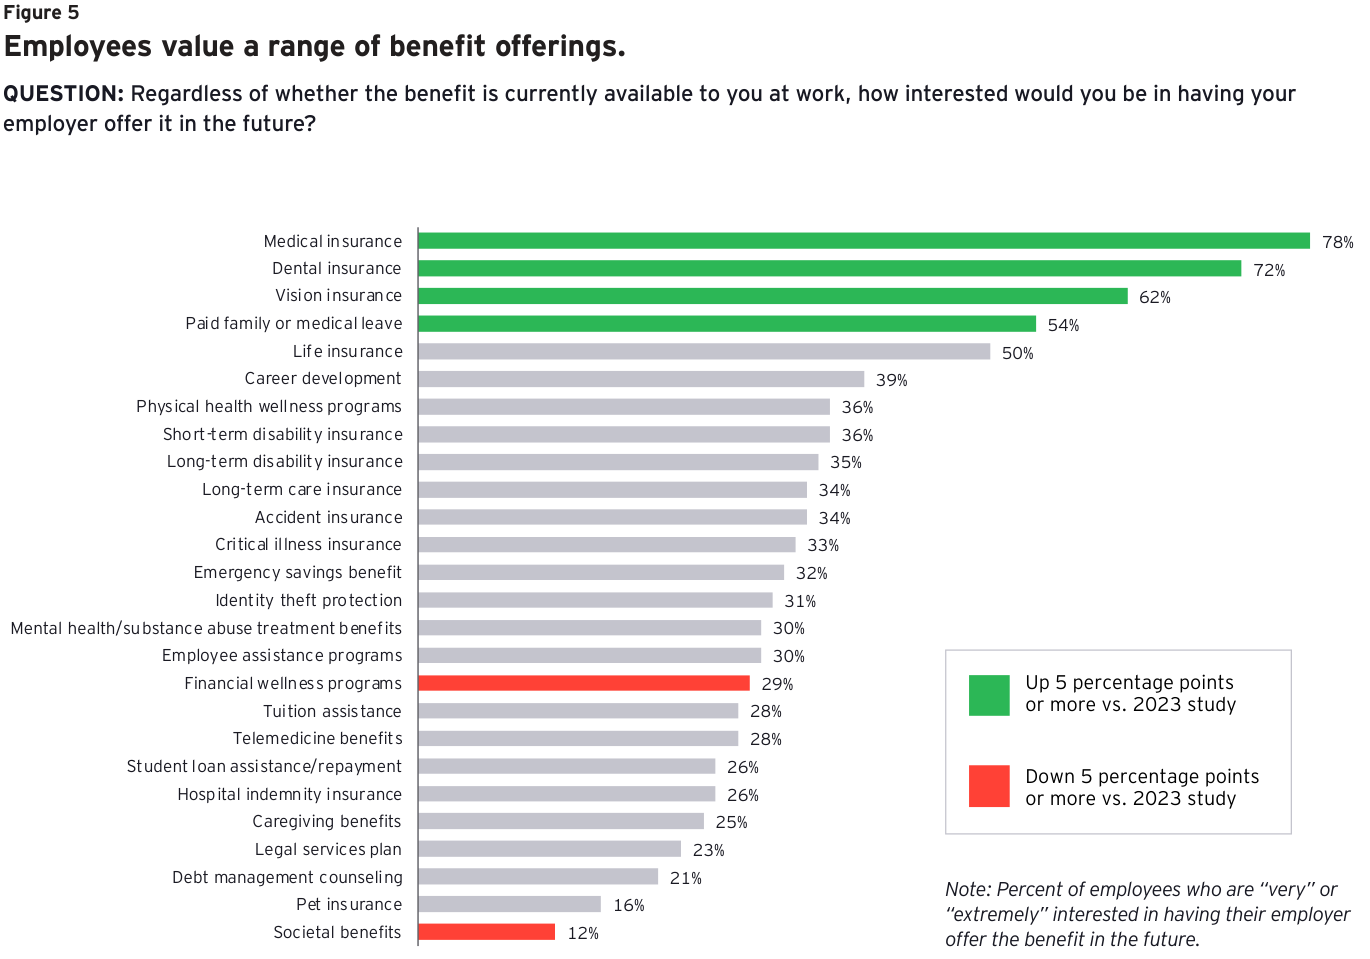 Figure 5
Employees value a range of benefit offerings.
QUESTION: Regardless of whether the benefit is currently available to you at work, how interested would you be in having your
employer offer it in the future?
Medical insurance 78%
Dental insurance 72%
Vision insurance 62%
Paid family or medical leave 54%
Life insurance 50%
Career development 39%
Physical health wellness programs 36%
Short-term disability insurance 36%
Long-term disability insurance 35%
Long-term care insurance 34%
Accident insurance 34%
Critical illness insurance 33%
Emergency savings benefit 32%
Identity theft protection 31%
Mental health/substance abuse treatment benefits 30%
Employee assistance programs 30%
Financial wellness programs 29%
Tuition assistance 28%
Telemedicine benefits 28%
Student loan assistance/repayment 26%
Hospital indemnity insurance 26%
Caregiving benefits 25%
Legal services plan 23%
Debt management counseling 21%
Pet insurance 16%
Societal benefits 12%
Up 5 percentage points
or more vs. 2023 study
Down 5 percentage points
or more vs. 2023 study
Note: Percent of employees who are “very” or
“extremely” interested in having their employer
offer the benefit in the future.